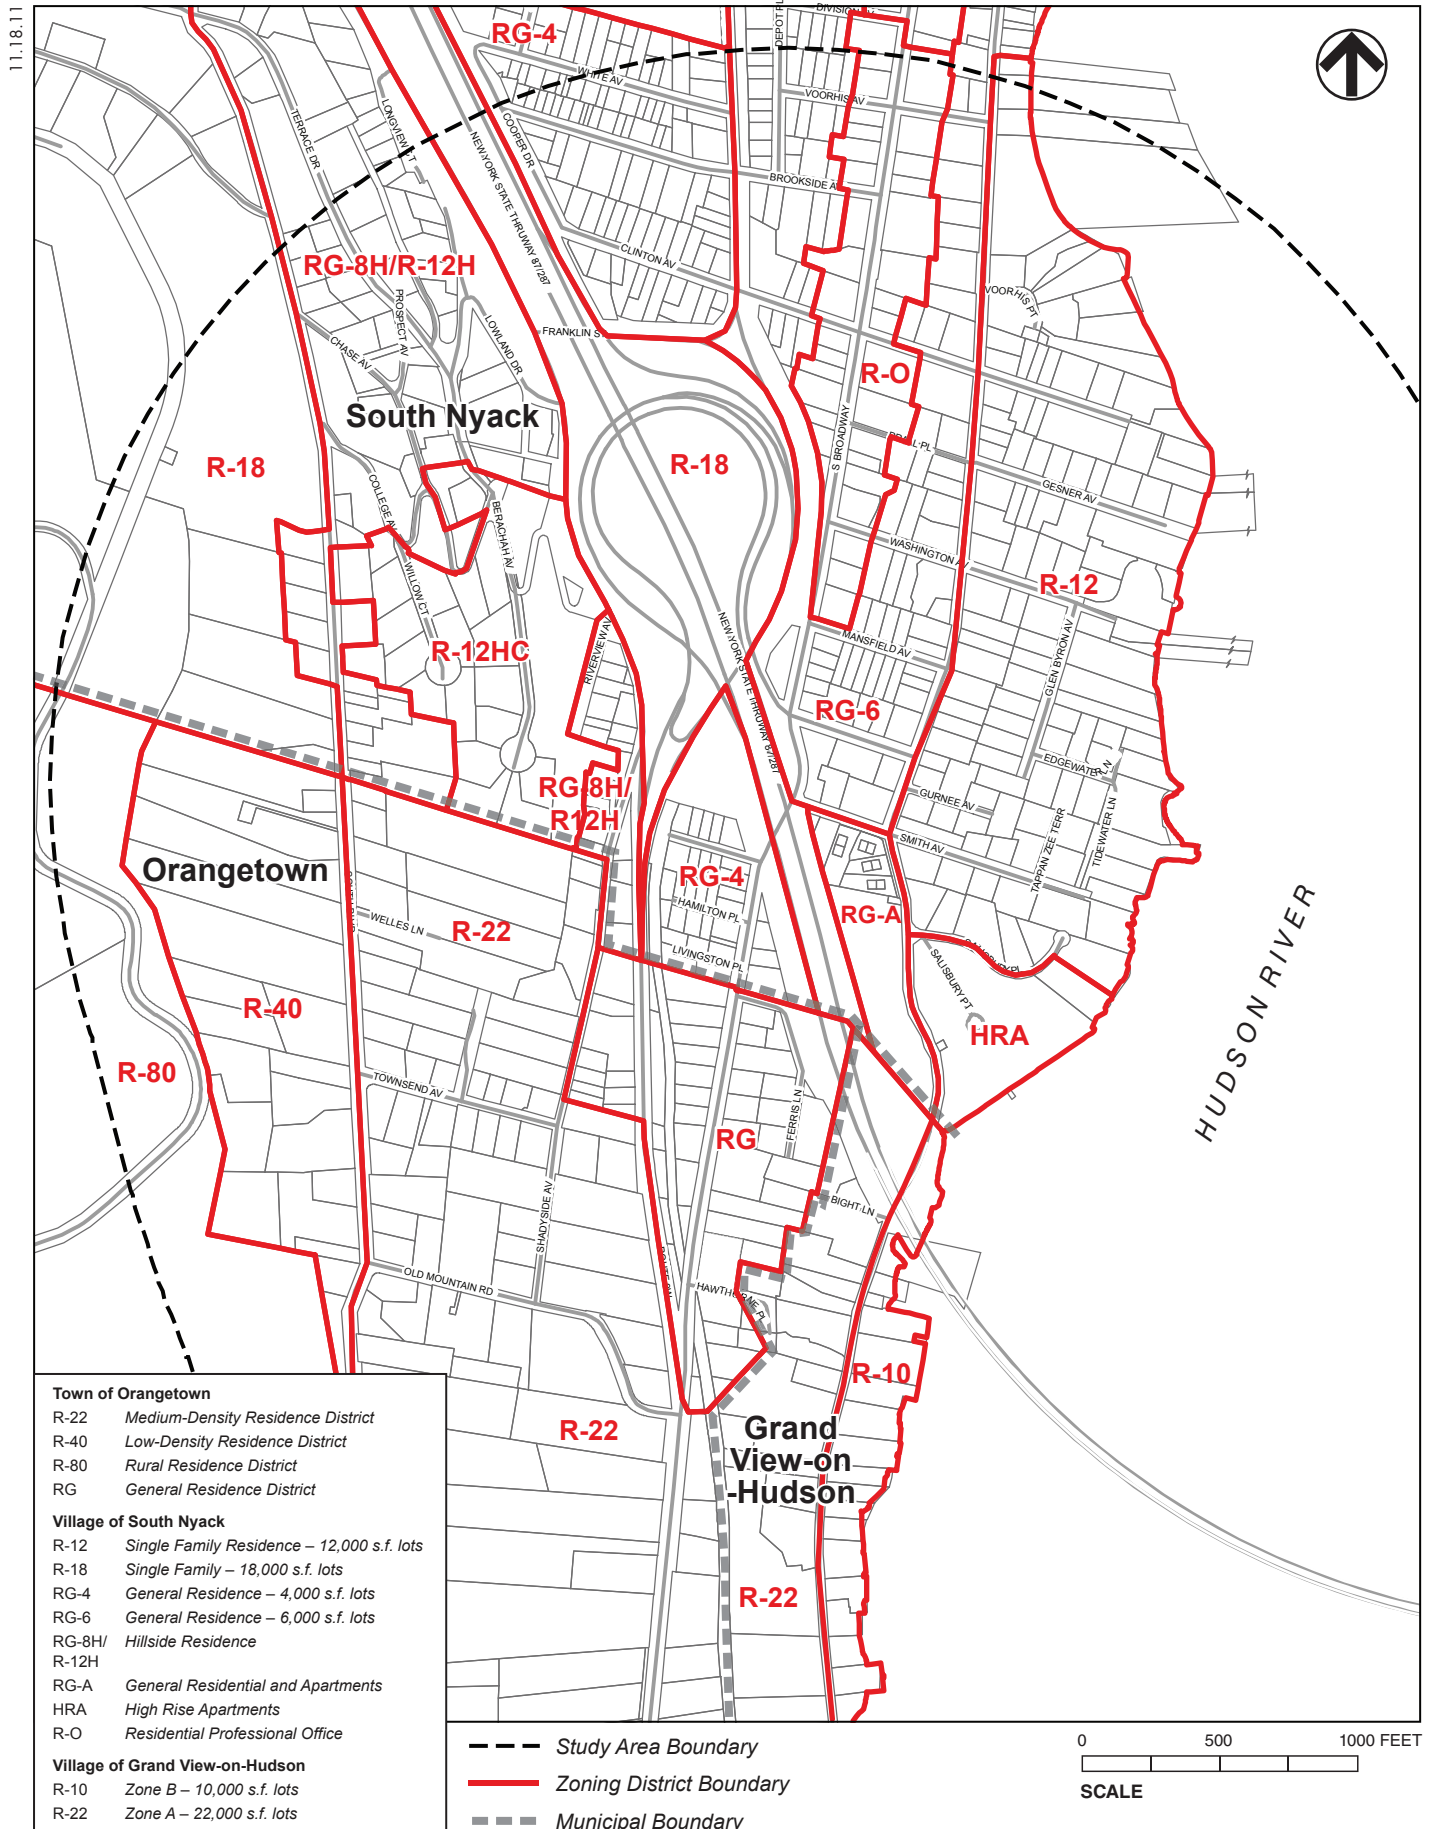 11.18.11
RG-4
DIVISION AV
DEPOT PL
WHITE AV
VOORHIS AV
TERRACE DR
LONGVIEW CT
NEW YORK STATE THRUWAY 87/287
COOPER DR
BROOKSIDE A
CLINTON AV
RG-8H/R-12H
PROSPECT AV
VOORHIS PT
LOWLAND DR
FRANKLIN S
CHASE AV
R-O
South Nyack
S BROADWAY
R-18
R-18
GESNER AV
COLLEGE AV
BERACHAH AV
WASHINGTON AV
R-12
WILLOW CT
NEW YORK STATE THRUWAY 87/287
MANSFIELD AV
GLEN BYRON AV
RIVERVIEW AV
R-12HC
RG-6
EDGEWATER LN
RG-8H/
R12H
GURNEE AV
TAPPAN ZEE TERR
TIDEWATER LN
SMITH AV
Orangetown
RG-4
HAMILTON PL
RG-A
WELLES LN
R-22
LIVINGSTON PL
SALISBURY PT
HUDSON RIVER
R-40
HRA
R-80
TOWNSEND AV
FERRIS LN
RG
SHADYSIDE AV
BIGHT LN
OLD MOUNTAIN RD
HAWTHORNE PL
R-10
R-22
Grand
View-on
-Hudson
R-22
Town of Orangetown
R-22 Medium-Density Residence District
R-40 Low-Density Residence District
R-80 Rural Residence District
RG General Residence District
Village of South Nyack
R-12 Single Family Residence – 12,000 s.f. lots
R-18 Single Family – 18,000 s.f. lots
RG-4 General Residence – 4,000 s.f. lots
RG-6 General Residence – 6,000 s.f. lots
RG-8H/ Hillside Residence
R-12H
RG-A General Residential and Apartments
HRA High Rise Apartments
R-O Residential Professional Office
Village of Grand View-on-Hudson
R-10 Zone B – 10,000 s.f. lots
R-22 Zone A – 22,000 s.f. lots
Study Area Boundary
Zoning District Boundary
Municipal Boundary
0 500 1000 FEET
SCALE